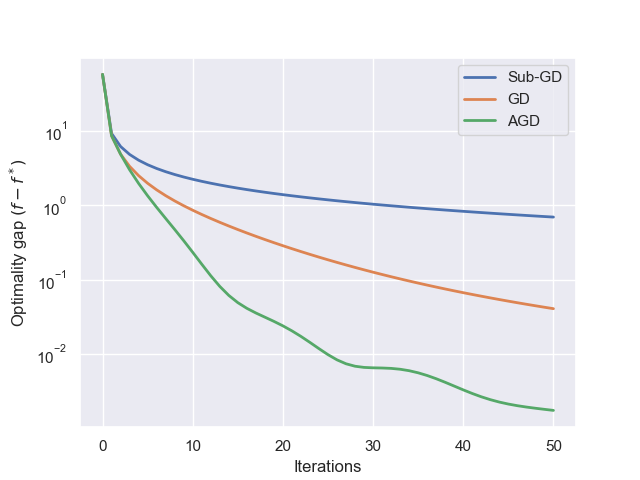 Sub-GD
GD
AGD
10^1
10^0
10^−1
10^−2
Optimality gap (f − f^*)
0 10 20 30 40 50
Iterations